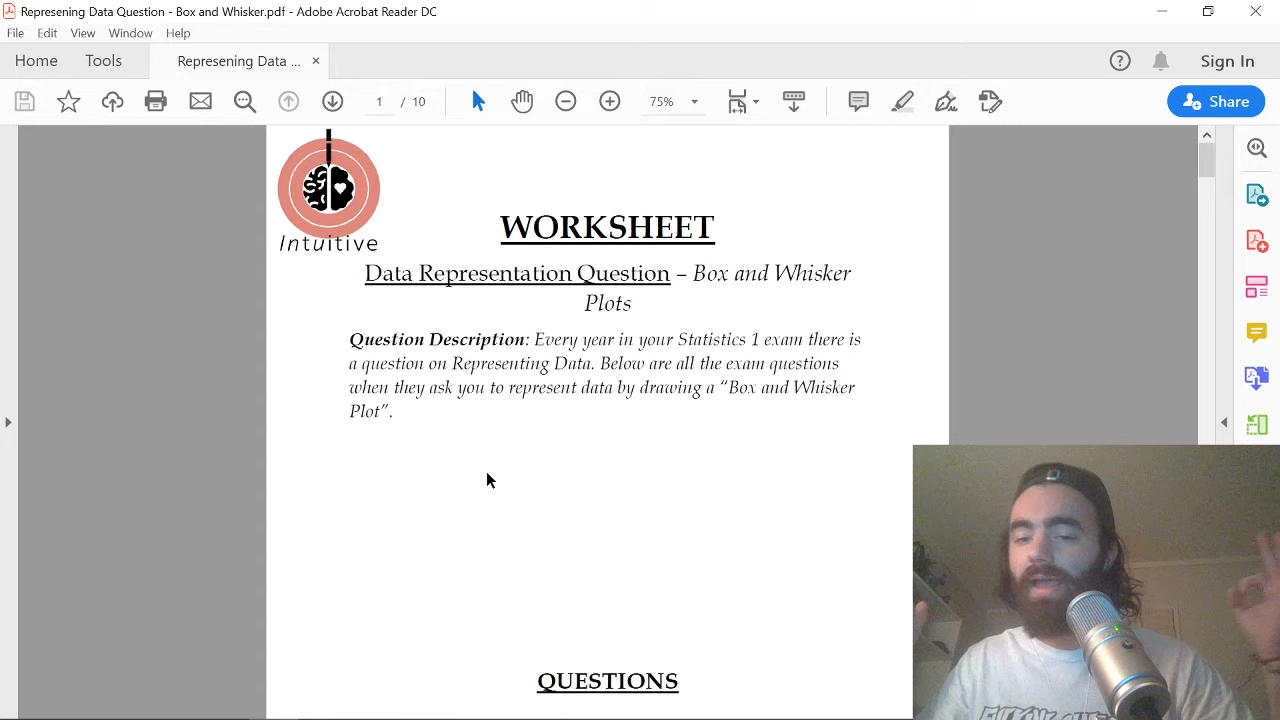 Represening Data Question - Box and Whisker.pdf - Adobe Acrobat Reader DC
File Edit View Window Help
Home Tools Represening Data ... × Sign In
1 / 10 75% Share
Intuitive
WORKSHEET
Data Representation Question – Box and Whisker
Plots
Question Description: Every year in your Statistics 1 exam there is
a question on Representing Data. Below are all the exam questions
when they ask you to represent data by drawing a “Box and Whisker
Plot”.
QUESTIONS